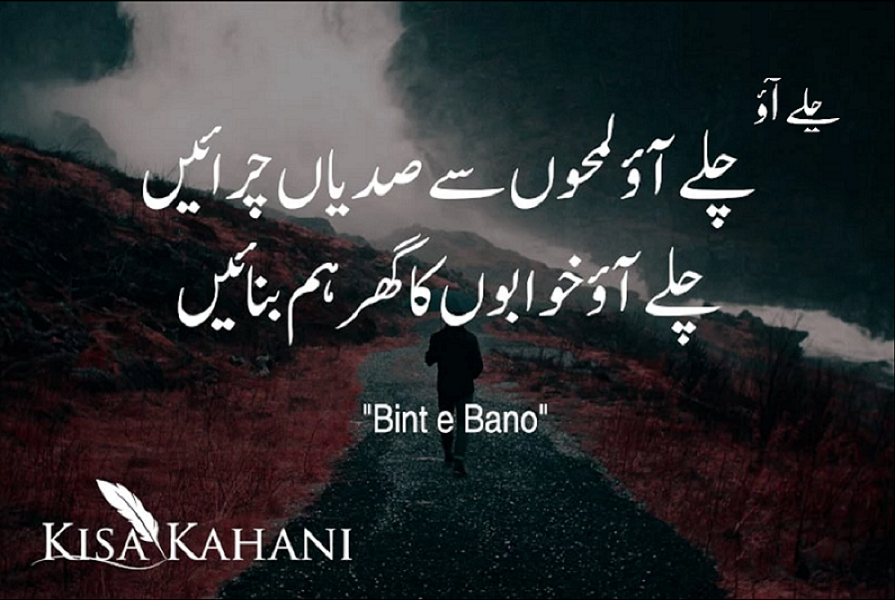 چلے آؤ
چلے آؤ لمحوں سے صدیاں چرائیں
چلے آؤ خوابوں کا گھر ہم بنائیں
"Bint e Bano"
KISA KAHANI